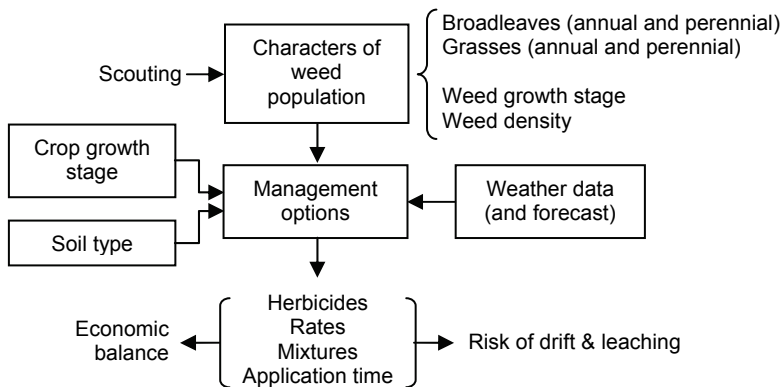 Scouting
Characters of
weed
population
Broadleaves (annual and perennial)
Grasses (annual and perennial)
Weed growth stage
Weed density
Crop growth
stage
Soil type
Management
options
Weather data
(and forecast)
Economic
balance
Herbicides
Rates
Mixtures
Application time
Risk of drift & leaching